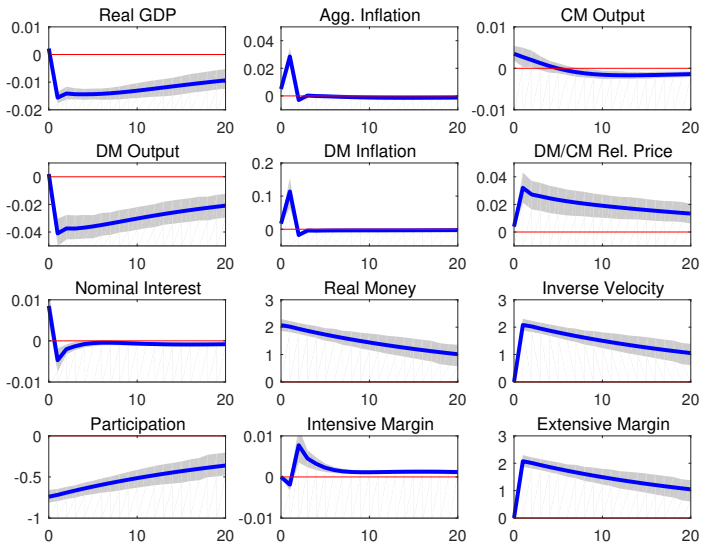 Real GDP
0.01
0
-0.01
-0.02
0 10 20
Agg. Inflation
0.04
0.02
0
0 10 20
CM Output
0.01
0
-0.01
0 10 20
DM Output
0
-0.02
-0.04
0 10 20
DM Inflation
0.2
0.1
0
0 10 20
DM/CM Rel. Price
0.04
0.02
0
0 10 20
Nominal Interest
0.01
0
-0.01
0 10 20
Real Money
3
2
1
0
0 10 20
Inverse Velocity
3
2
1
0
0 10 20
Participation
0
-0.5
-1
0 10 20
Intensive Margin
0.01
0
-0.01
0 10 20
Extensive Margin
3
2
1
0
0 10 20